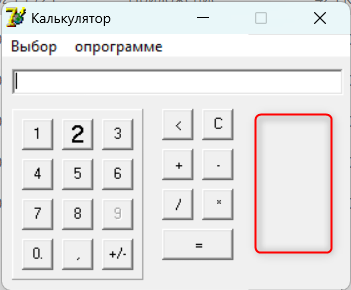 Калькулятор
Выбор опрограмме
1 2 3 < C
4 5 6 + -
7 8 9 / *
0. , +/- =